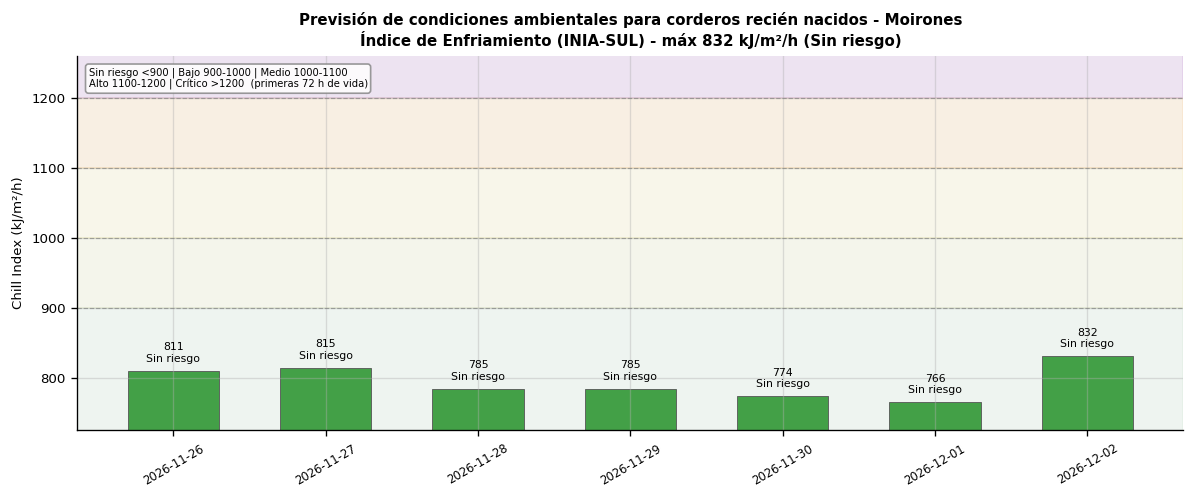 Previsión de condiciones ambientales para corderos recién nacidos - Moirones
Índice de Enfriamiento (INIA-SUL) - máx 832 kJ/m²/h (Sin riesgo)
Sin riesgo <900 | Bajo 900-1000 | Medio 1000-1100
Alto 1100-1200 | Crítico >1200  (primeras 72 h de vida)
Chill Index (kJ/m²/h)
1200
1100
1000
900
800
811
Sin riesgo
815
Sin riesgo
785
Sin riesgo
785
Sin riesgo
774
Sin riesgo
766
Sin riesgo
832
Sin riesgo
2026-11-26
2026-11-27
2026-11-28
2026-11-29
2026-11-30
2026-12-01
2026-12-02